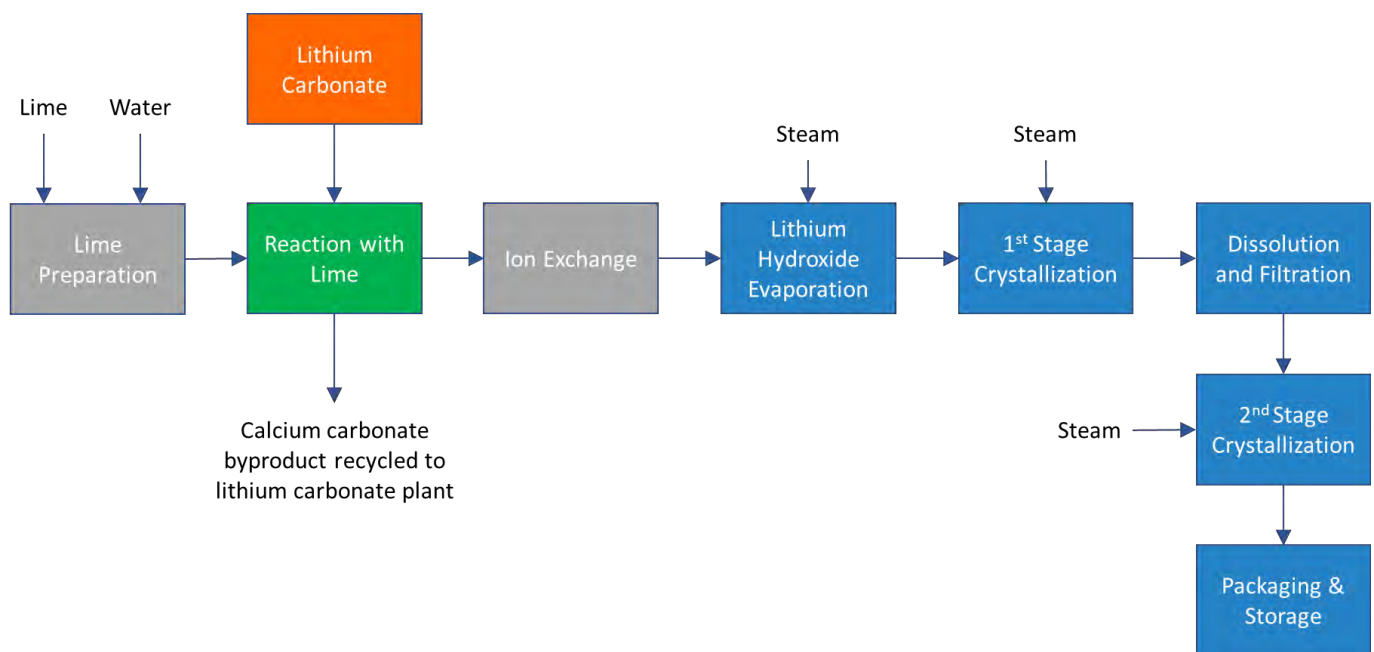 Lithium
Carbonate
Lime
Water
Steam
Steam
Lime
Preparation
Reaction with
Lime
Ion Exchange
Lithium
Hydroxide
Evaporation
1st Stage
Crystallization
Dissolution
and Filtration
Calcium carbonate
byproduct recycled to
lithium carbonate plant
Steam
2nd Stage
Crystallization
Packaging &
Storage